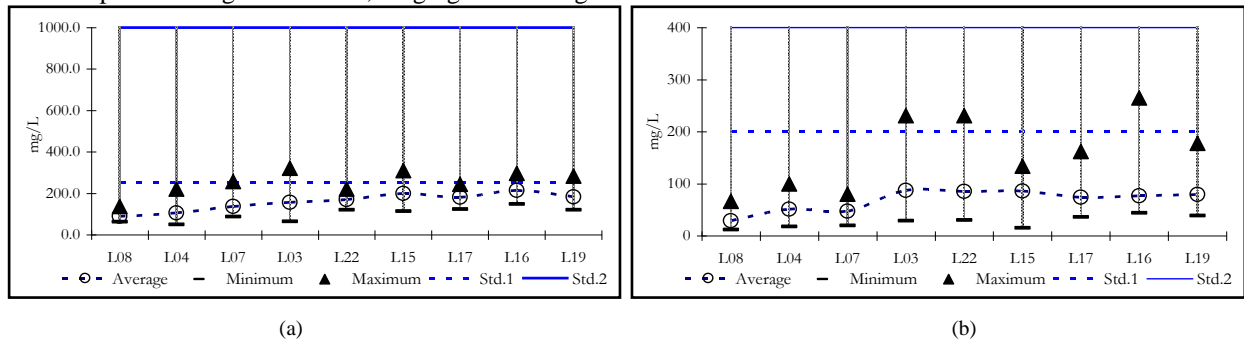 1000.0
800.0
600.0
400.0
200.0
0.0
mg/L
L08 L04 L07 L03 L22 L15 L17 L16 L19
Average Minimum Maximum Std.1 Std.2
(a)
400
300
200
100
0
mg/L
L08 L04 L07 L03 L22 L15 L17 L16 L19
Average Minimum Maximum Std.1 Std.2
(b)